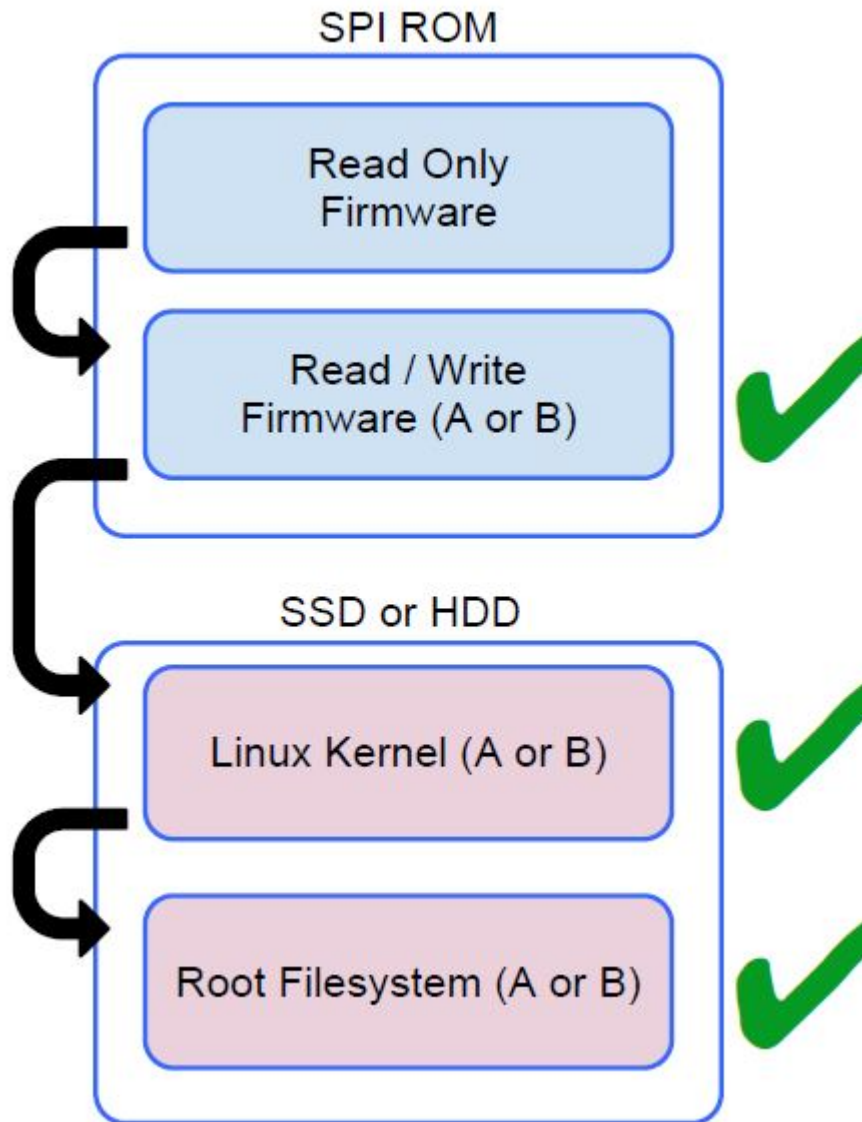 SPI ROM
Read Only
Firmware
Read / Write
Firmware (A or B)
SSD or HDD
Linux Kernel (A or B)
Root Filesystem (A or B)